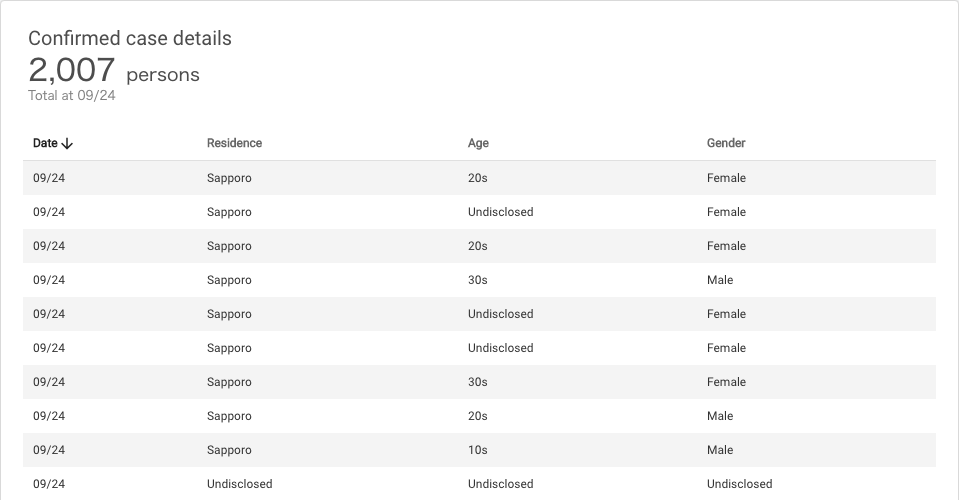 Confirmed case details
2,007 persons
Total at 09/24
Date Residence Age Gender
09/24 Sapporo 20s Female
09/24 Sapporo Undisclosed Female
09/24 Sapporo 20s Female
09/24 Sapporo 30s Male
09/24 Sapporo Undisclosed Female
09/24 Sapporo Undisclosed Female
09/24 Sapporo 30s Female
09/24 Sapporo 20s Male
09/24 Sapporo 10s Male
09/24 Undisclosed Undisclosed Undisclosed